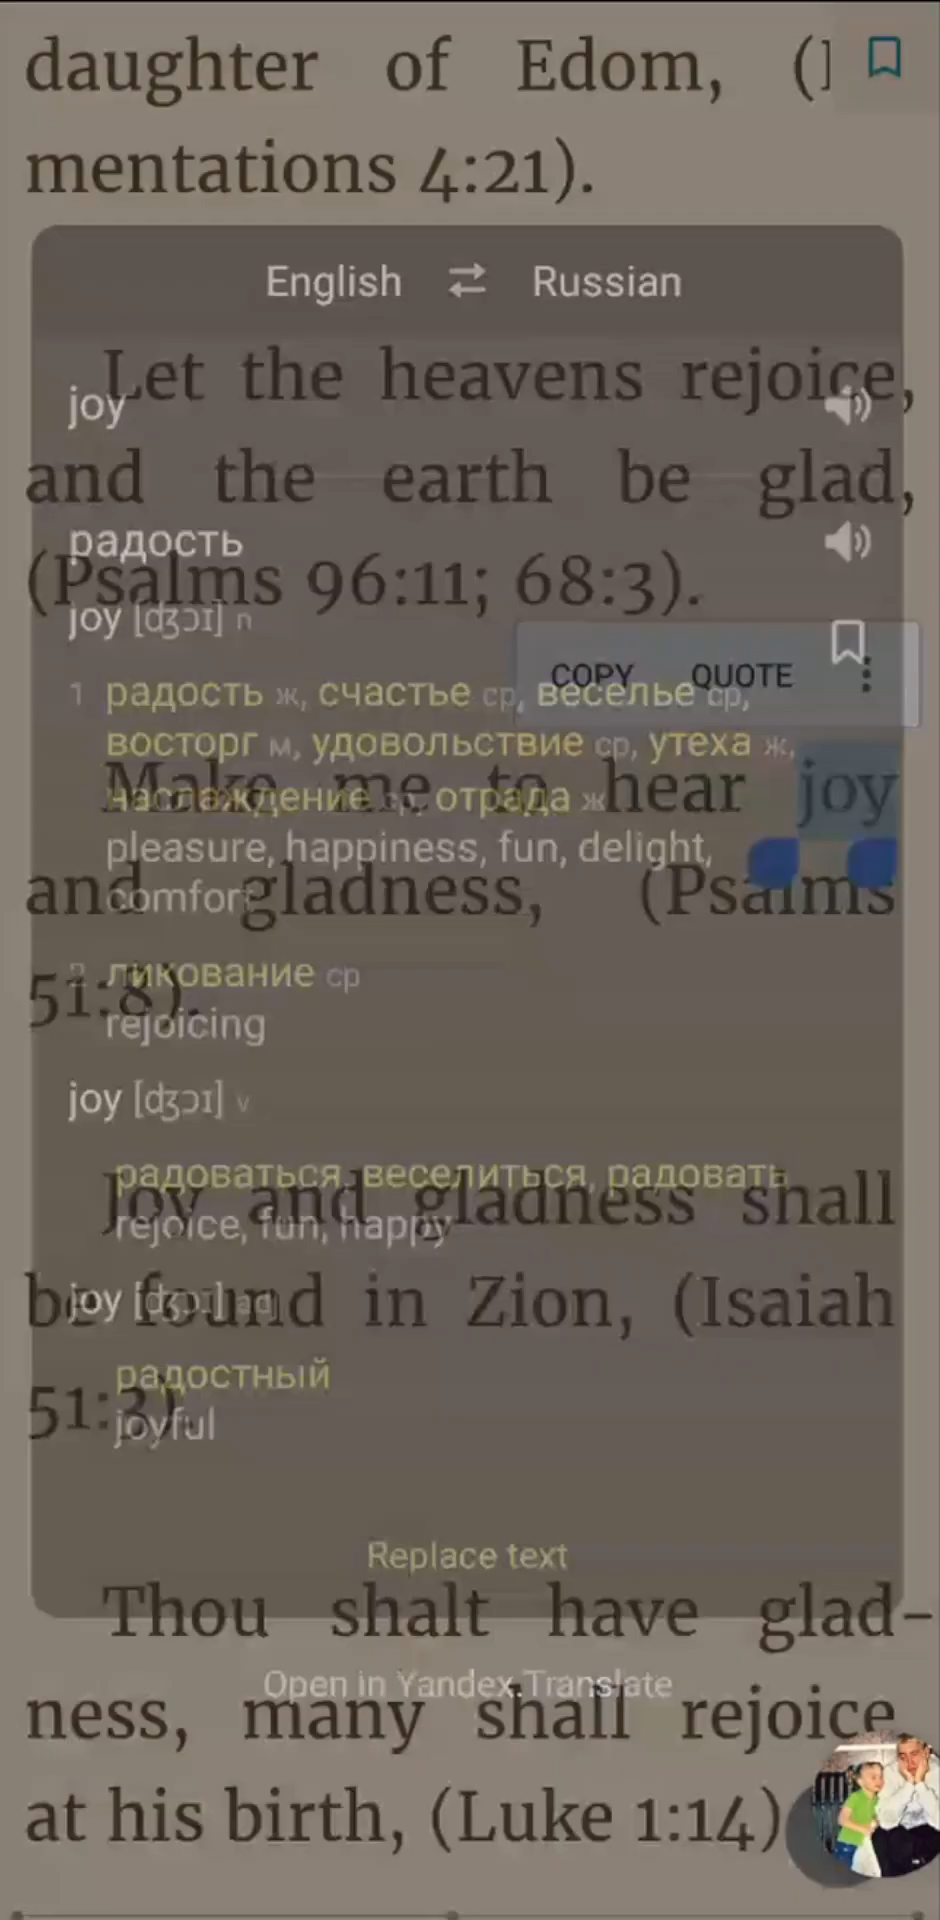 daughter of Edom, (
mentations 4:21).
English Russian
Let the heavens rejoice,
joy
and the earth be glad,
радость
(Psalms 96:11; 68:3).
joy [dʒɔɪ] n
COPY QUOTE
1 радость ж, счастье ср, веселье ср,
восторг м, удовольствие ср, утеха ж,
Make me to hear joy
наслаждение ср, отрада ж
pleasure, happiness, fun, delight,
and gladness, (Psalms
comfort
2 ликование ср
51:8).
rejoicing
joy [dʒɔɪ] v
радоваться, веселиться, радовать
Joy and gladness shall
rejoice, fun, happy
be found in Zion, (Isaiah
joy [dʒɔɪ] adj
радостный
51:3).
joyful
Replace text
Thou shalt have glad-
Open in Yandex.Translate
ness, many shall rejoice
at his birth, (Luke 1:14)